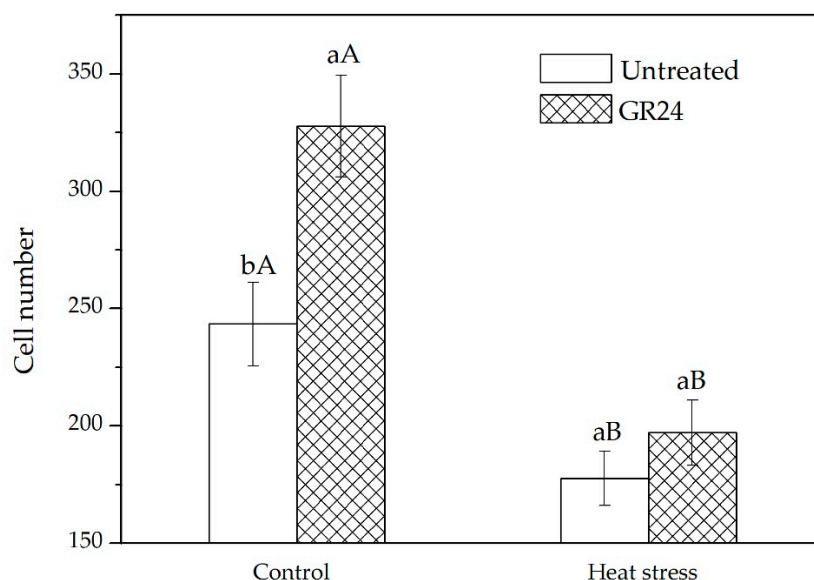 Cell number
350
300
250
200
150
aA
bA
aB
aB
Untreated
GR24
Control
Heat stress